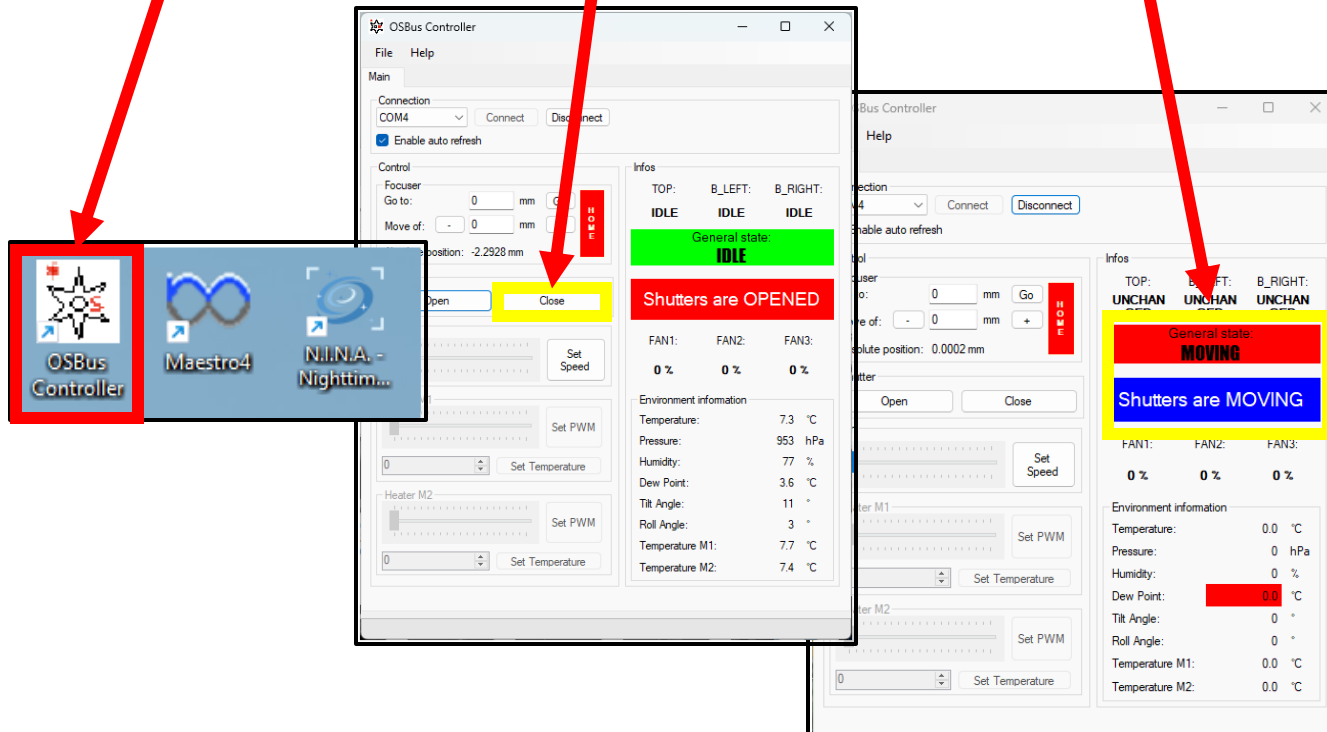 OSBus Controller
File Help
Main
Connection
COM4 Connect Disconnect
Enable auto refresh
Control
Focuser
Go to: 0 mm
Move of: - 0 mm
position: -2.2928 mm
HOME
Open Close
Set Speed
Set PWM
0 Set Temperature
Heater M2
Set PWM
0 Set Temperature
Infos
TOP: B_LEFT: B_RIGHT:
IDLE IDLE IDLE
General state:
IDLE
Shutters are OPENED
FAN1: FAN2: FAN3:
0 % 0 % 0 %
Environment information
Temperature: 7.3 °C
Pressure: 953 hPa
Humidity: 77 %
Dew Point: 3.6 °C
Tilt Angle: 11 °
Roll Angle: 3 °
Temperature M1: 7.7 °C
Temperature M2: 7.4 °C
OSBus
Controller
Maestro4
N.I.N.A. -
Nighttim...
Bus Controller
Help
Connect Disconnect
enable auto refresh
0 mm Go
- 0 mm +
position: 0.0002 mm
HOME
Open Close
Set Speed
M1
Set PWM
Set Temperature
M2
Set PWM
0 Set Temperature
Infos
TOP: B_RIGHT:
UNCHAN UNCHAN UNCHAN
General state:
MOVING
Shutters are MOVING
FAN1: FAN2: FAN3:
0 % 0 % 0 %
Environment information
Temperature: 0.0 °C
Pressure: 0 hPa
Humidity: 0 %
Dew Point: 0.0 °C
Tilt Angle: 0 °
Roll Angle: 0 °
Temperature M1: 0.0 °C
Temperature M2: 0.0 °C